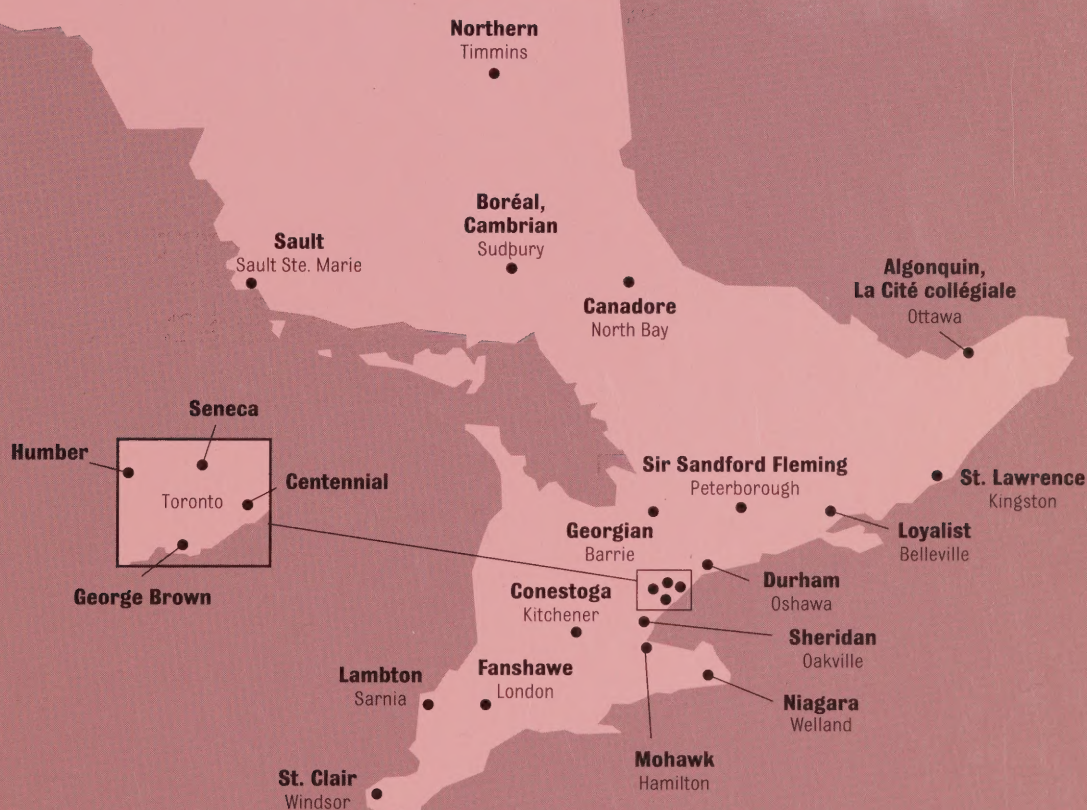 Northern
Timmins
Boréal,
Cambrian
Sudbury
Sault
Sault Ste. Marie
Canadore
North Bay
Algonquin,
La Cité collégiale
Ottawa
Seneca
Humber
Toronto
Centennial
George Brown
Sir Sandford Fleming
Peterborough
St. Lawrence
Kingston
Georgian
Barrie
Loyalist
Belleville
Durham
Oshawa
Conestoga
Kitchener
Sheridan
Oakville
Lambton
Sarnia
Fanshawe
London
Niagara
Welland
Mohawk
Hamilton
St. Clair
Windsor